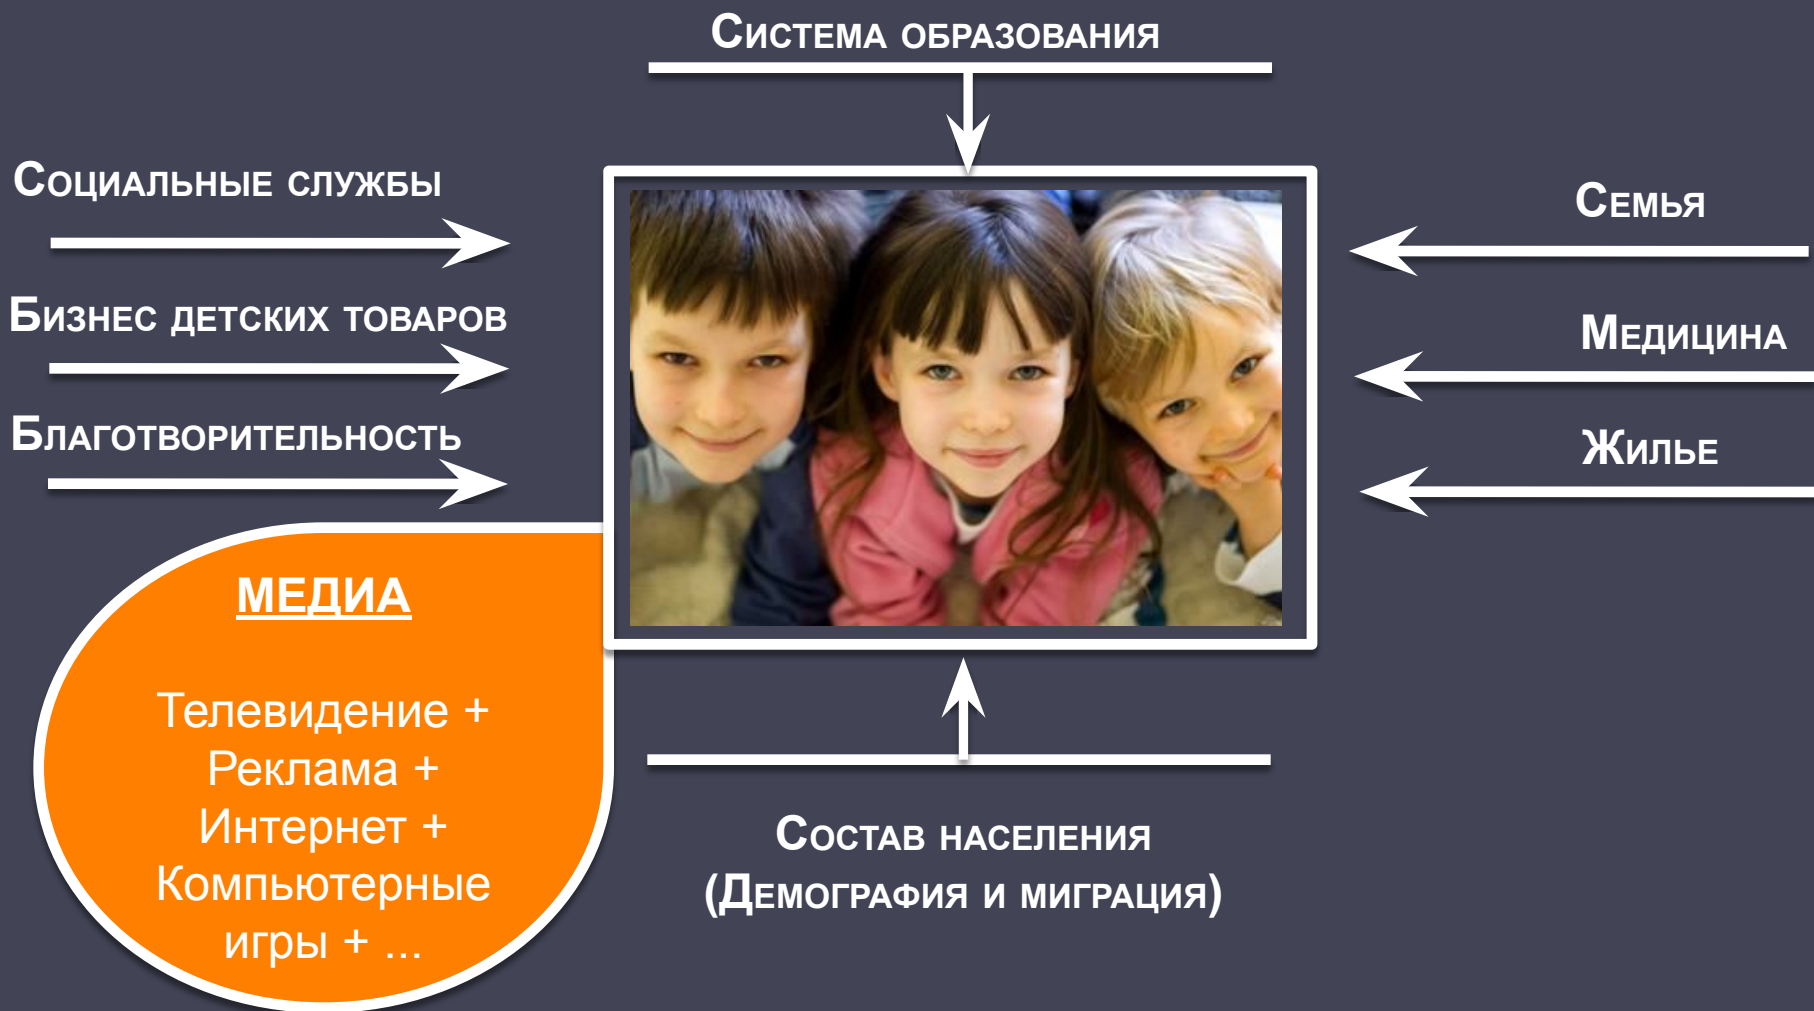 Система образования
Социальные службы
Семья
Бизнес детских товаров
Медицина
Благотворительность
Жилье
МЕДИА
Телевидение +
Реклама +
Интернет +
Компьютерные
игры + ...
Состав населения
(Демография и миграция)